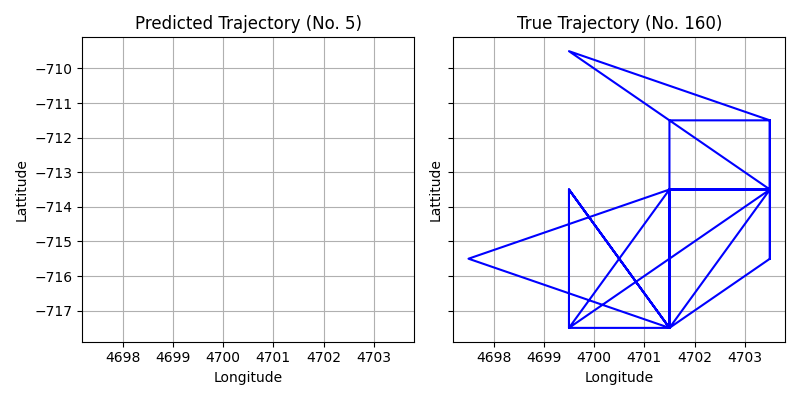 Predicted Trajectory (No. 5)
−710
−711
−712
−713
−714
−715
−716
−717
Lattitude
4698 4699 4700 4701 4702 4703
Longitude
True Trajectory (No. 160)
Lattitude
4698 4699 4700 4701 4702 4703
Longitude